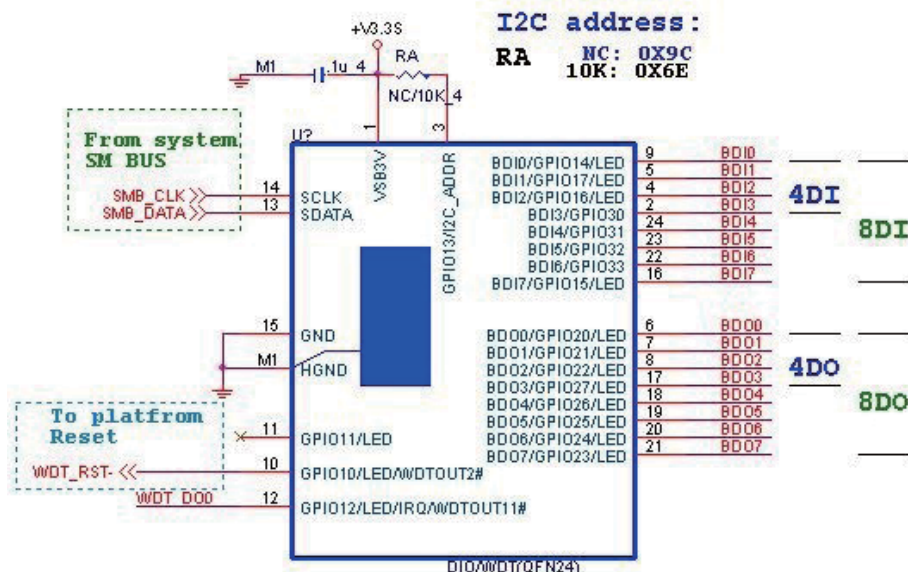 I2C address:
RA NC: 0X9C
10K: 0X6E
+V3.3S
M1 .1u_4 RA
NC/10K_4
From system
SM BUS
U?
1 3
VSB3V
GPIO13/I2C_ADDR
SMB_CLK 14 SCLK
SMB_DATA 13 SDATA
BDI0/GPIO14/LED 9 BDI0
BDI1/GPIO17/LED 5 BDI1
BDI2/GPIO16/LED 4 BDI2
BDI3/GPIO30 2 BDI3
BDI4/GPIO31 24 BDI4
BDI5/GPIO32 23 BDI5
BDI6/GPIO33 22 BDI6
BDI7/GPIO15/LED 16 BDI7
4DI
8DI
15 GND
M1 HGND
BDO0/GPIO20/LED 6 BDO0
BDO1/GPIO21/LED 7 BDO1
BDO2/GPIO22/LED 8 BDO2
BDO3/GPIO27/LED 17 BDO3
BDO4/GPIO26/LED 18 BDO4
BDO5/GPIO25/LED 19 BDO5
BDO6/GPIO24/LED 20 BDO6
BDO7/GPIO23/LED 21 BDO7
4DO
8DO
To platfrom
Reset
11 GPIO11/LED
WDT_RST- 10 GPIO10/LED/WDTOUT2#
WDT_DO0 12 GPIO12/LED/IRQ/WDTOUT11#
DIO/WDT(QFN24)